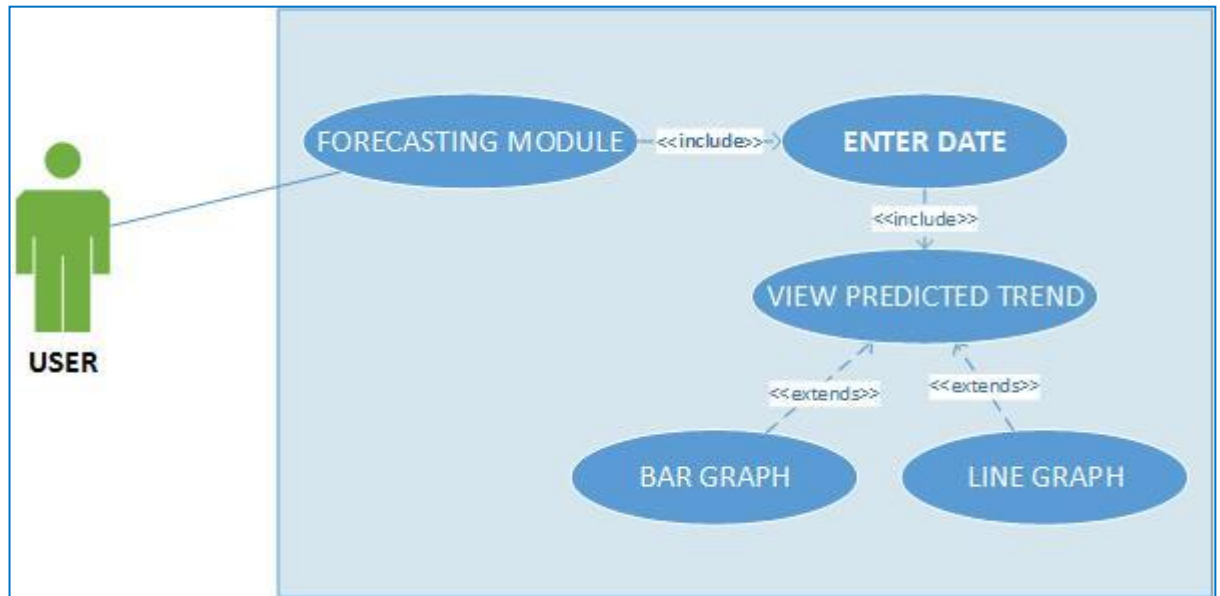 FORECASTING MODULE
<<include>>
ENTER DATE
<<include>>
VIEW PREDICTED TREND
USER
<<extends>>
<<extends>>
BAR GRAPH
LINE GRAPH